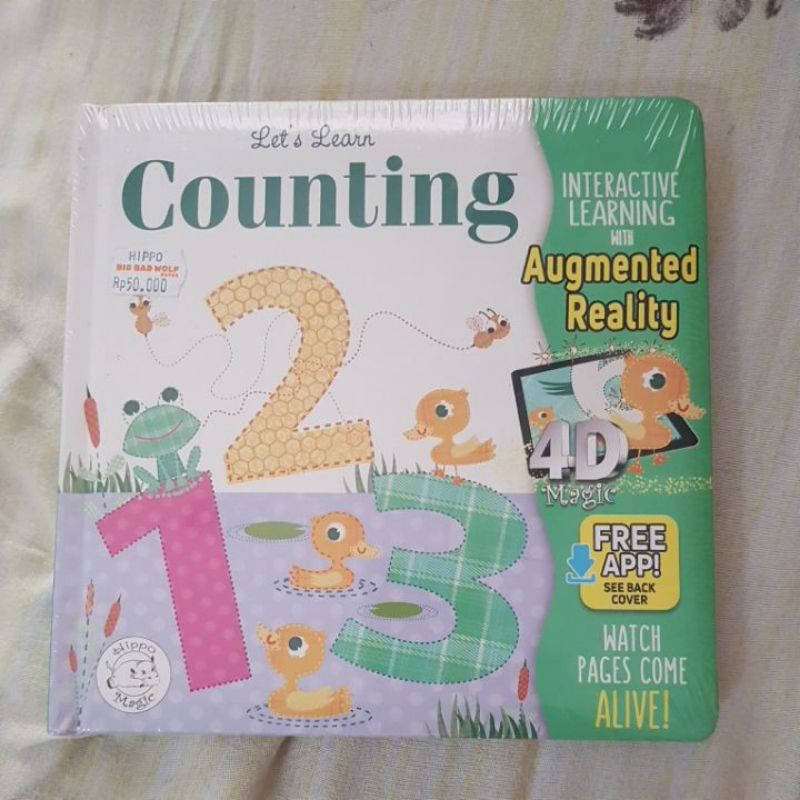 Let's Learn
Counting
HIPPO
BIG BAD WOLF
BOOKS
Rp50.000
2
1
3
INTERACTIVE
LEARNING
WITH
Augmented
Reality
4D
Magic
FREE
APP!
SEE BACK
COVER
WATCH
PAGES COME
ALIVE!
Hippo
Magic